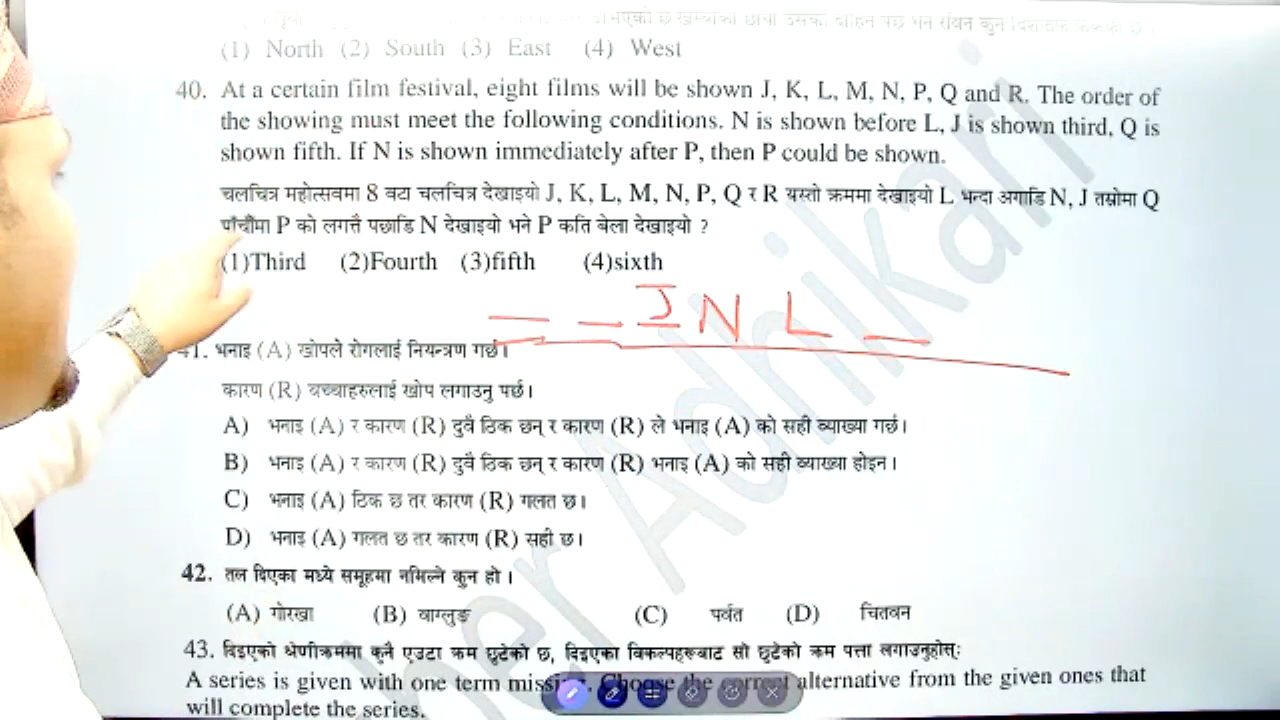 (1) North (2) South (3) East (4) West
40. At a certain film festival, eight films will be shown J, K, L, M, N, P, Q and R. The order of
the showing must meet the following conditions. N is shown before L, J is shown third, Q is
shown fifth. If N is shown immediately after P, then P could be shown.
चलचित्र महोत्सवमा 8 वटा चलचित्र देखाइयो J, K, L, M, N, P, Q र R यस्तो क्रममा देखाइयो L भन्दा अगाडि N, J तस्रोमा Q
पाँचौंमा P को लगत्तै पछाडि N देखाइयो भने P कति बेला देखाइयो ?
(1)Third (2)Fourth (3)fifth (4)sixth
J N L
41. भनाइ (A) खोपले रोगलाई नियन्त्रण गर्छ।
कारण (R) बच्चाहरुलाई खोप लगाउनु पर्छ।
A) भनाइ (A) र कारण (R) दुवै ठिक छन् र कारण (R) ले भनाइ (A) को सही व्याख्या गर्छ।
B) भनाइ (A) र कारण (R) दुवै ठिक छन् र कारण (R) भनाइ (A) को सही व्याख्या होइन।
C) भनाइ (A) ठिक छ तर कारण (R) गलत छ।
D) भनाइ (A) गलत छ तर कारण (R) सही छ।
42. तल दिएका मध्ये समूहमा नमिल्ने कुन हो।
(A) गोरखा (B) वाग्लुङ (C) पर्वत (D) चितवन
43. दिइएको श्रेणीक्रममा कुनै एउटा क्रम छुटेको छ, दिइएका विकल्पहरूबाट सो छुटेको क्रम पत्ता लगाउनुहोस्ः
A series is given with one term missing. Choose the correct alternative from the given ones that
will complete the series.
Adhikari